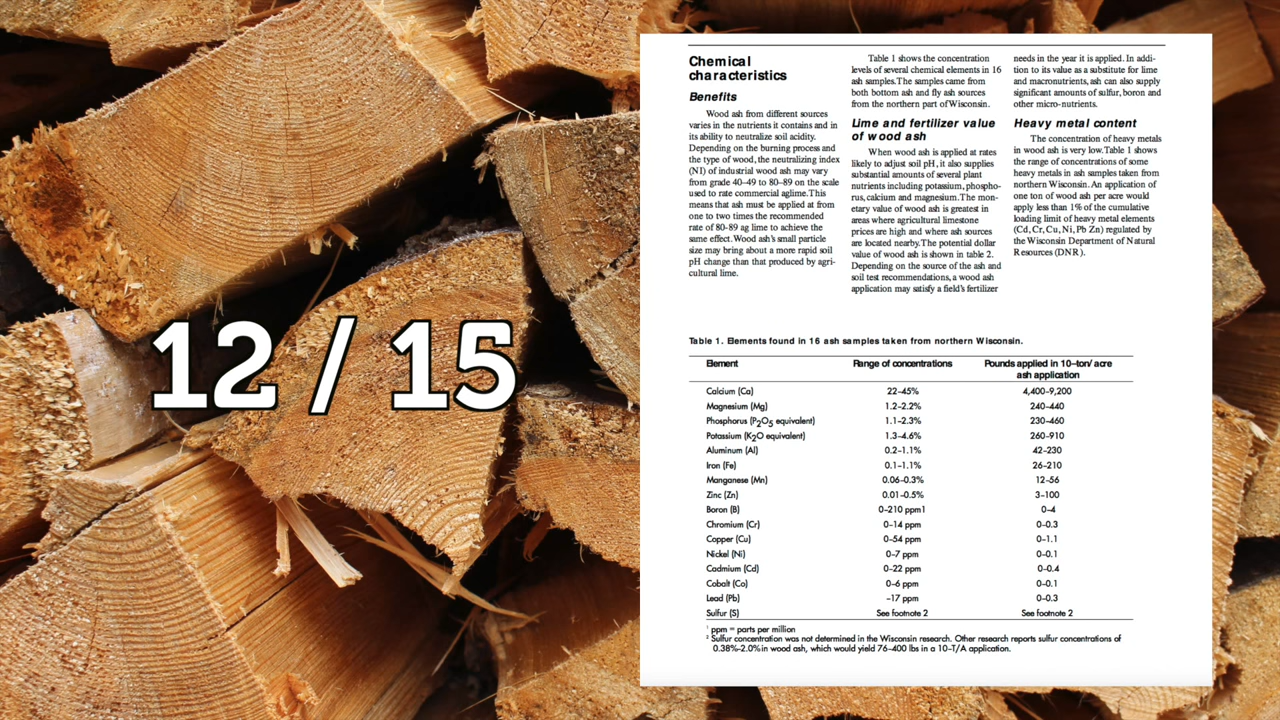 12 / 15
Chemical
characteristics
Benefits
Wood ash from different sources
varies in the nutrients it contains and in
its ability to neutralize soil acidity.
Depending on the burning process and
the type of wood, the neutralizing index
(NI) of industrial wood ash may vary
from grade 40–49 to 80–89 on the scale
used to rate commercial aglime. This
means that ash must be applied at from
one to two times the recommended
rate of 80-89 ag lime to achieve the
same effect. Wood ash's small particle
size may bring about a more rapid soil
pH change than that produced by agri-
cultural lime.
Table 1 shows the concentration
levels of several chemical elements in 16
ash samples. The samples came from
both bottom ash and fly ash sources
from the northern part of Wisconsin.
Lime and fertilizer value
of wood ash
When wood ash is applied at rates
likely to adjust soil pH, it also supplies
substantial amounts of several plant
nutrients including potassium, phospho-
rus, calcium and magnesium. The mon-
etary value of wood ash is greatest in
areas where agricultural limestone
prices are high and where ash sources
are located nearby. The potential dollar
value of wood ash is shown in table 2.
Depending on the source of the ash and
soil test recommendations, a wood ash
application may satisfy a field's fertilizer
needs in the year it is applied. In addi-
tion to its value as a substitute for lime
and macronutrients, ash can also supply
significant amounts of sulfur, boron and
other micro-nutrients.
Heavy metal content
The concentration of heavy metals
in wood ash is very low. Table 1 shows
the range of concentrations of some
heavy metals in ash samples taken from
northern Wisconsin. An application of
one ton of wood ash per acre would
apply less than 1% of the cumulative
loading limit of heavy metal elements
(Cd, Cr, Cu, Ni, Pb Zn) regulated by
the Wisconsin Department of Natural
Resources (DNR).
Table 1. Elements found in 16 ash samples taken from northern Wisconsin.
Element Range of concentrations Pounds applied in 10–ton/acre
ash application
Calcium (Ca) 22–45% 4,400–9,200
Magnesium (Mg) 1.2–2.2% 240–440
Phosphorus (P2O5 equivalent) 1.1–2.3% 230–460
Potassium (K2O equivalent) 1.3–4.6% 260–910
Aluminum (Al) 0.2–1.1% 42–230
Iron (Fe) 0.1–1.1% 26–210
Manganese (Mn) 0.06–0.3% 12–56
Zinc (Zn) 0.01–0.5% 3–100
Boron (B) 0–210 ppm1 0–4
Chromium (Cr) 0–14 ppm 0–0.3
Copper (Cu) 0–54 ppm 0–1.1
Nickel (Ni) 0–7 ppm 0–0.1
Cadmium (Cd) 0–22 ppm 0–0.4
Cobalt (Co) 0–6 ppm 0–0.1
Lead (Pb) –17 ppm 0–0.3
Sulfur (S) See footnote 2 See footnote 2
1 ppm = parts per million
2 Sulfur concentration was not determined in the Wisconsin research. Other research reports sulfur concentrations of
0.38%-2.0% in wood ash, which would yield 76–400 lbs in a 10–T/A application.